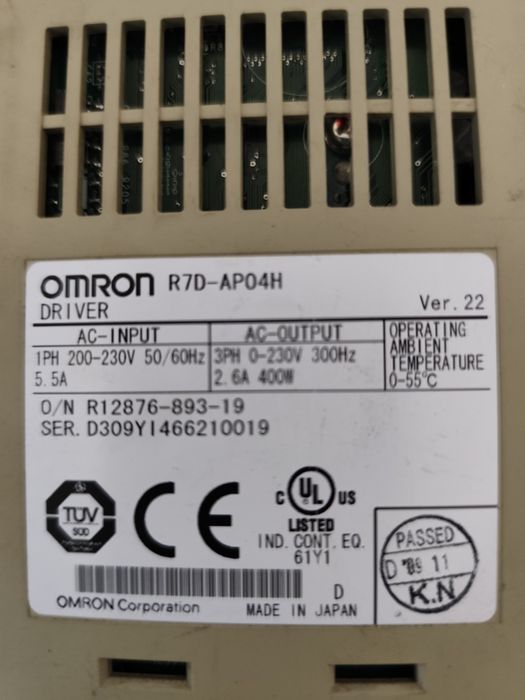 OMRON R7D-AP04H
DRIVER Ver. 22
AC-INPUT AC-OUTPUT OPERATING AMBIENT TEMPERATURE 0-55℃
1PH 200-230V 50/60Hz 3PH 0-230V 300Hz
5.5A 2.6A 400W
O/N R12876-893-19
SER. D309YI466210019
TÜV
CE
C UL US
LISTED
IND. CONT. EQ.
61Y1
PASSED
D '09 11
K.N
D
OMRON Corporation MADE IN JAPAN